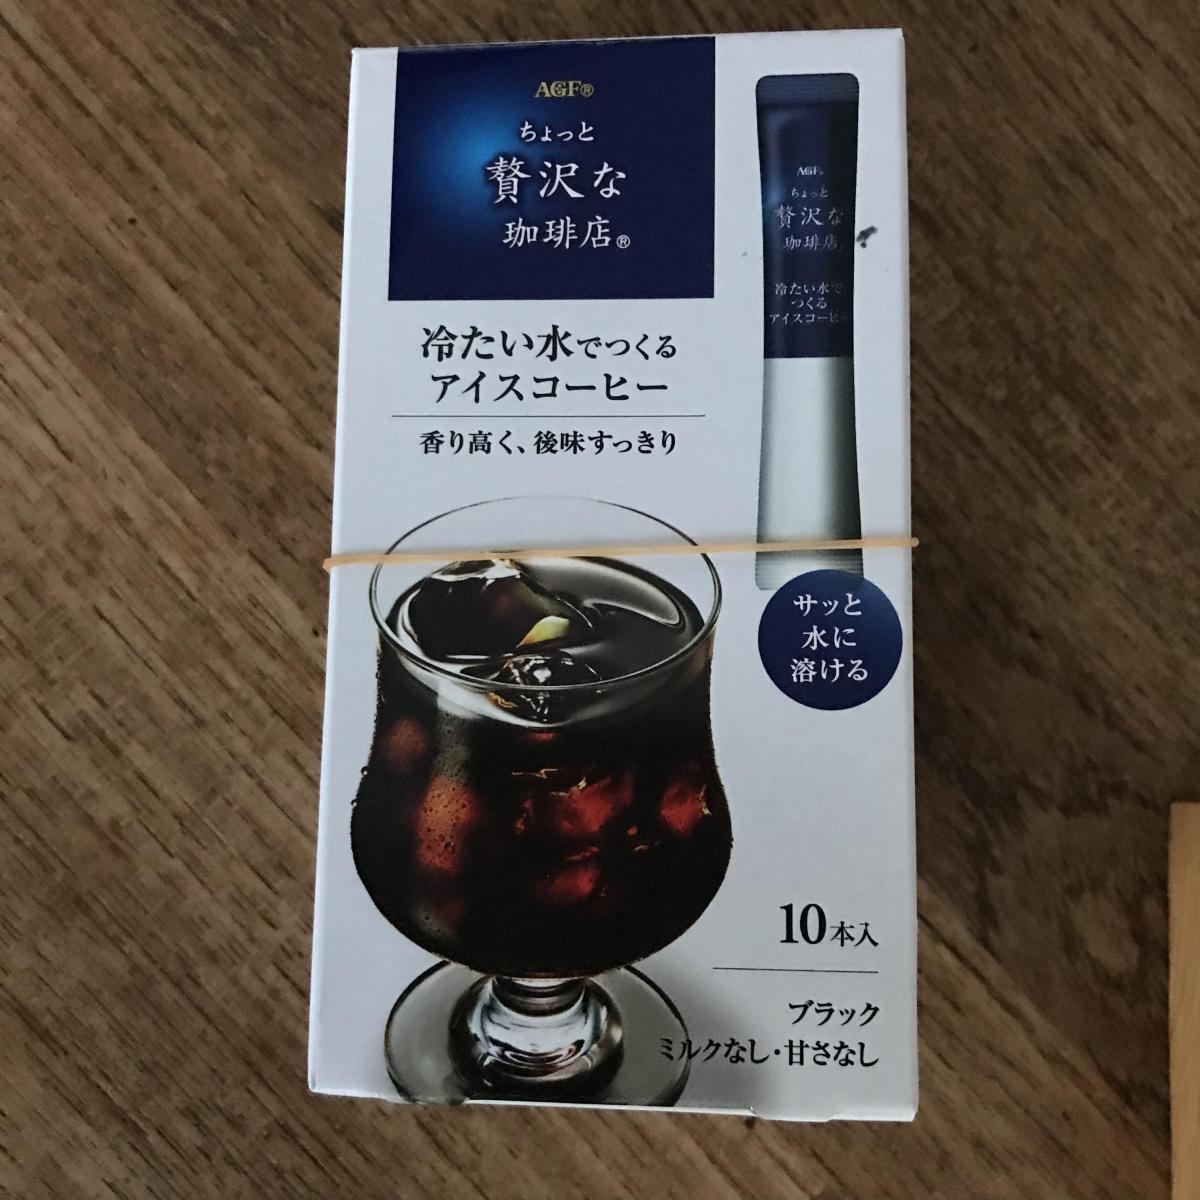 AGF®
ちょっと
贅沢な
珈琲店®
冷たい水でつくる
アイスコーヒー
香り高く、後味すっきり
AGF®
ちょっと
贅沢な
珈琲店
冷たい水で
つくる
アイスコーヒー
サッと
水に
溶ける
10本入
ブラック
ミルクなし・甘さなし